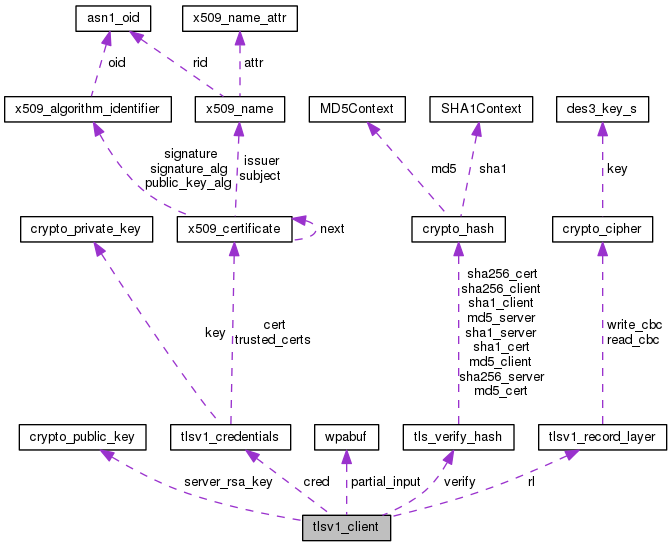 asn1_oid
x509_name_attr
oid
rid
attr
x509_algorithm_identifier
x509_name
MD5Context
SHA1Context
des3_key_s
signature
signature_alg
public_key_alg
issuer
subject
md5
sha1
key
crypto_private_key
x509_certificate
next
crypto_hash
crypto_cipher
key
cert
trusted_certs
sha256_cert
sha256_client
sha1_client
md5_server
sha1_server
sha1_cert
md5_client
sha256_server
md5_cert
write_cbc
read_cbc
crypto_public_key
tlsv1_credentials
wpabuf
tls_verify_hash
tlsv1_record_layer
server_rsa_key
cred
partial_input
verify
rl
tlsv1_client